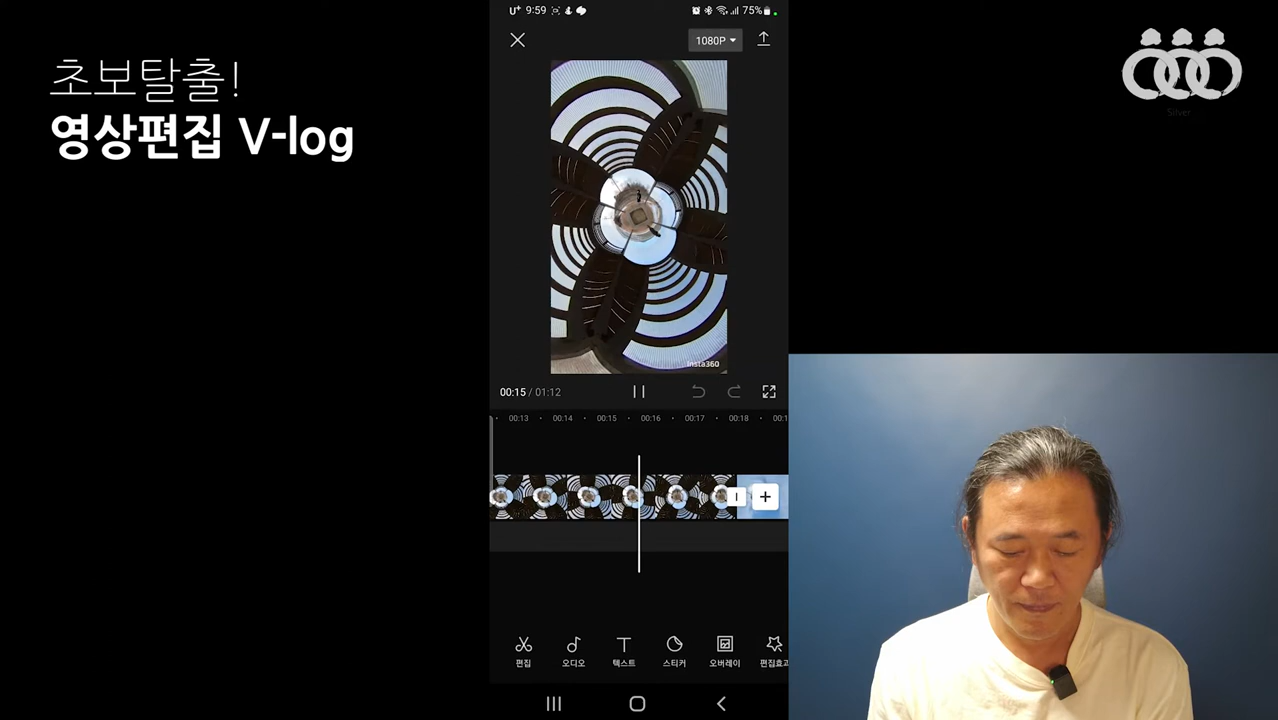 초보탈출!
영상편집 V-log
Silver
U+ 9:59
75%
1080P
Insta360
00:15 / 01:12
00:13 00:14 00:15 00:16 00:17 00:18 00:1
편집 오디오 텍스트 스티커 오버레이 편집효과